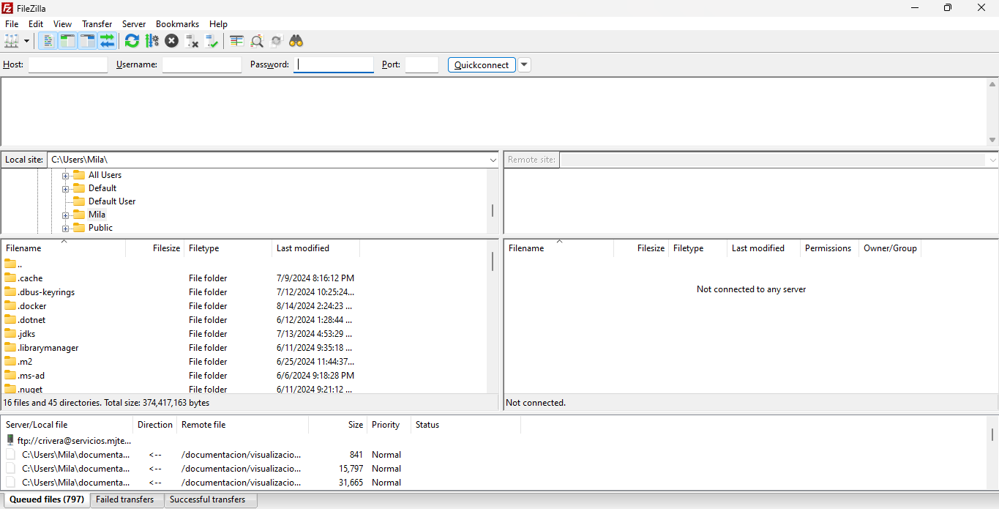 FileZilla
File Edit View Transfer Server Bookmarks Help
Host: Username: Password: Port: Quickconnect
Local site: C:\Users\Mila\
All Users
Default
Default User
Mila
Public
Filename Filesize Filetype Last modified
..
.cache File folder 7/9/2024 8:16:12 PM
.dbus-keyrings File folder 7/12/2024 10:25:24...
.docker File folder 8/14/2024 2:24:23 ...
.dotnet File folder 6/12/2024 1:28:44 ...
.jdks File folder 7/13/2024 4:53:29 ...
.librarymanager File folder 6/11/2024 9:35:18 ...
.m2 File folder 6/25/2024 11:44:37...
.ms-ad File folder 6/6/2024 9:18:28 PM
.nuget File folder 6/11/2024 9:21:12 ...
16 files and 45 directories. Total size: 374,417,163 bytes
Remote site:
Filename Filesize Filetype Last modified Permissions Owner/Group
Not connected to any server
Not connected.
Server/Local file Direction Remote file Size Priority Status
ftp://crivera@servicios.mjte...
C:\Users\Mila\documenta... <-- /documentacion/visualizacio... 841 Normal
C:\Users\Mila\documenta... <-- /documentacion/visualizacio... 15,797 Normal
C:\Users\Mila\documenta... <-- /documentacion/visualizacio... 31,665 Normal
Queued files (797) Failed transfers Successful transfers